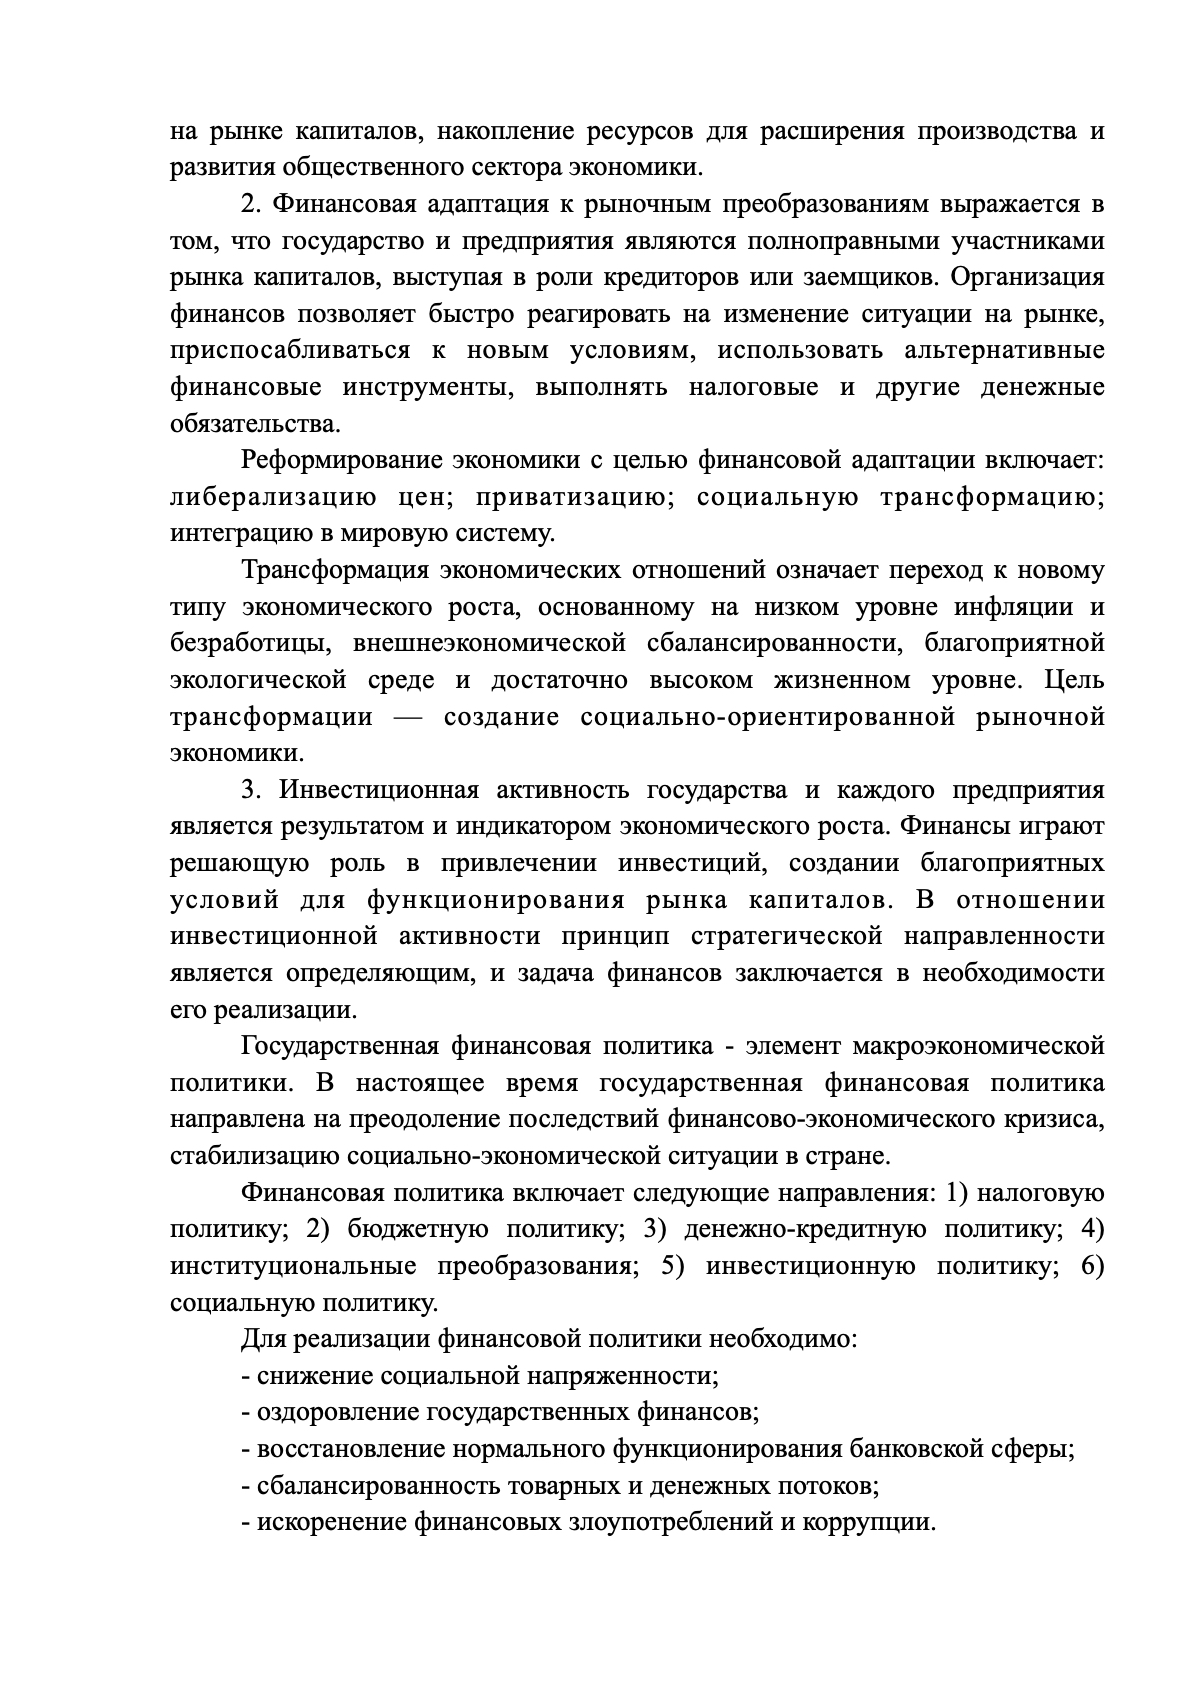 на рынке капиталов, накопление ресурсов для расширения производства и
развития общественного сектора экономики.
2. Финансовая адаптация к рыночным преобразованиям выражается в
том, что государство и предприятия являются полноправными участниками
рынка капиталов, выступая в роли кредиторов или заемщиков. Организация
финансов позволяет быстро реагировать на изменение ситуации на рынке,
приспосабливаться к новым условиям, использовать альтернативные
финансовые инструменты, выполнять налоговые и другие денежные
обязательства.
Реформирование экономики с целью финансовой адаптации включает:
либерализацию цен; приватизацию; социальную трансформацию;
интеграцию в мировую систему.
Трансформация экономических отношений означает переход к новому
типу экономического роста, основанному на низком уровне инфляции и
безработицы, внешнеэкономической сбалансированности, благоприятной
экологической среде и достаточно высоком жизненном уровне. Цель
трансформации — создание социально-ориентированной рыночной
экономики.
3. Инвестиционная активность государства и каждого предприятия
является результатом и индикатором экономического роста. Финансы играют
решающую роль в привлечении инвестиций, создании благоприятных
условий для функционирования рынка капиталов. В отношении
инвестиционной активности принцип стратегической направленности
является определяющим, и задача финансов заключается в необходимости
его реализации.
Государственная финансовая политика - элемент макроэкономической
политики. В настоящее время государственная финансовая политика
направлена на преодоление последствий финансово-экономического кризиса,
стабилизацию социально-экономической ситуации в стране.
Финансовая политика включает следующие направления: 1) налоговую
политику; 2) бюджетную политику; 3) денежно-кредитную политику; 4)
институциональные преобразования; 5) инвестиционную политику; 6)
социальную политику.
Для реализации финансовой политики необходимо:
- снижение социальной напряженности;
- оздоровление государственных финансов;
- восстановление нормального функционирования банковской сферы;
- сбалансированность товарных и денежных потоков;
- искоренение финансовых злоупотреблений и коррупции.